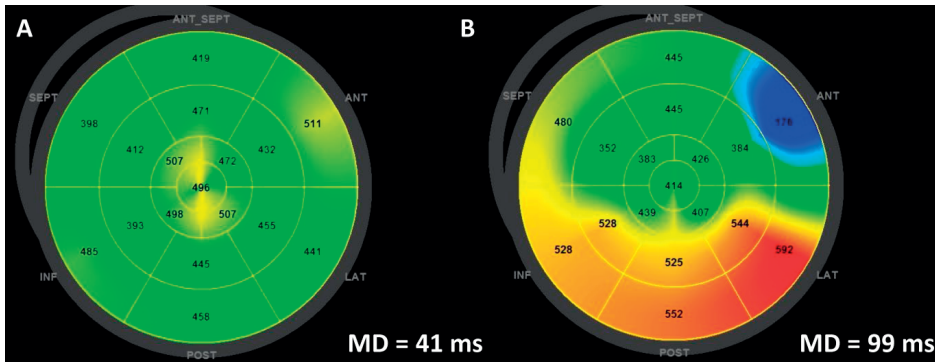 A
ANT_SEPT
419
SEPT
ANT
471
511
398
412
432
507
472
496
498
507
393
455
485
441
445
INF
LAT
458
POST
MD = 41 ms
B
ANT_SEPT
445
SEPT
ANT
445
480
176
352
384
383
426
414
439
407
528
544
528
592
525
INF
LAT
552
POST
MD = 99 ms